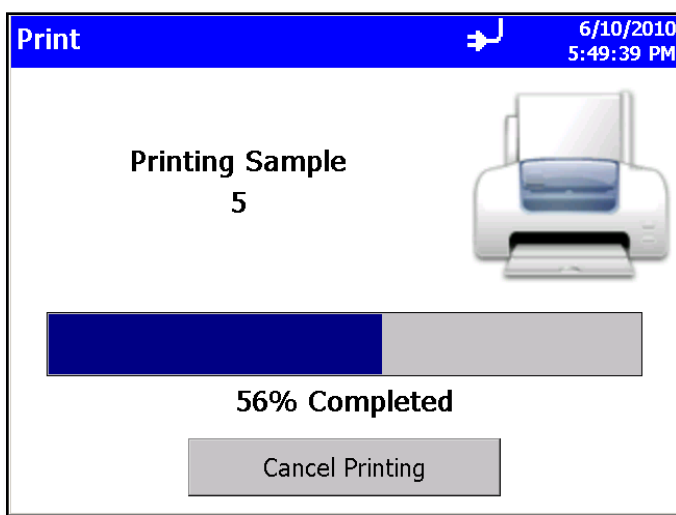 Print
6/10/2010
5:49:39 PM
Printing Sample
5
56% Completed
Cancel Printing